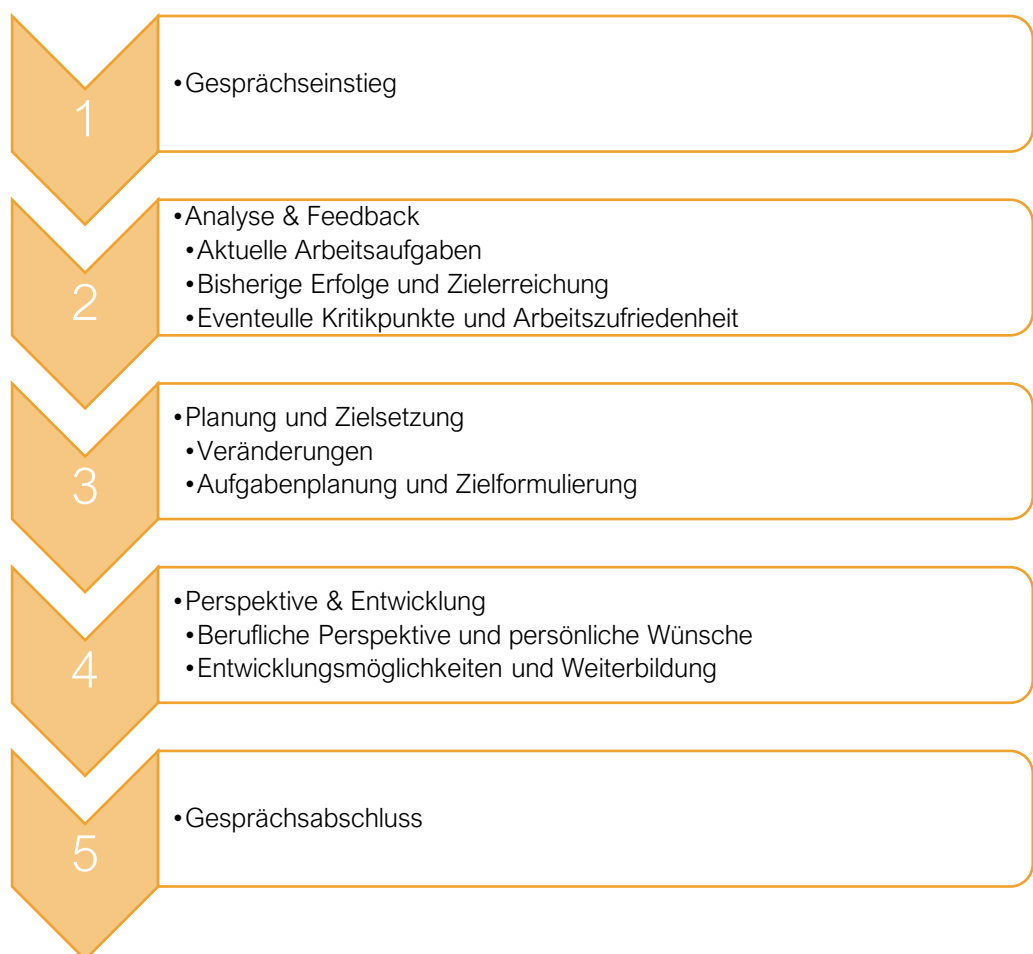 1
•Gesprächseinstieg
2
•Analyse & Feedback
•Aktuelle Arbeitsaufgaben
•Bisherige Erfolge und Zielerreichung
•Eventeulle Kritikpunkte und Arbeitszufriedenheit
3
•Planung und Zielsetzung
•Veränderungen
•Aufgabenplanung und Zielformulierung
4
•Perspektive & Entwicklung
•Berufliche Perspektive und persönliche Wünsche
•Entwicklungsmöglichkeiten und Weiterbildung
5
•Gesprächsabschluss